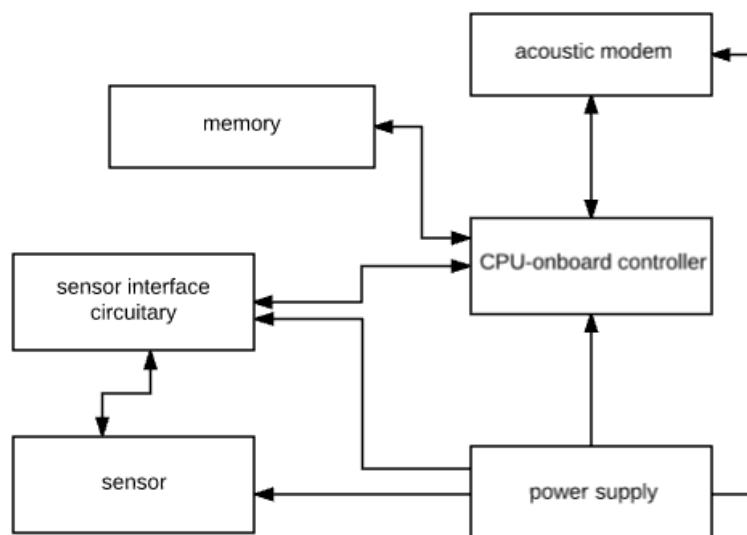 acoustic modem
memory
CPU-onboard controller
sensor interface
circuitary
sensor
power supply